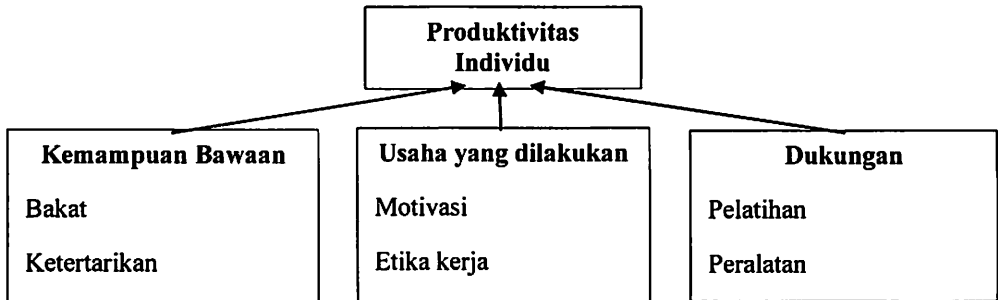 Produktivitas
Individu
Kemampuan Bawaan
Bakat
Ketertarikan
Usaha yang dilakukan
Motivasi
Etika kerja
Dukungan
Pelatihan
Peralatan